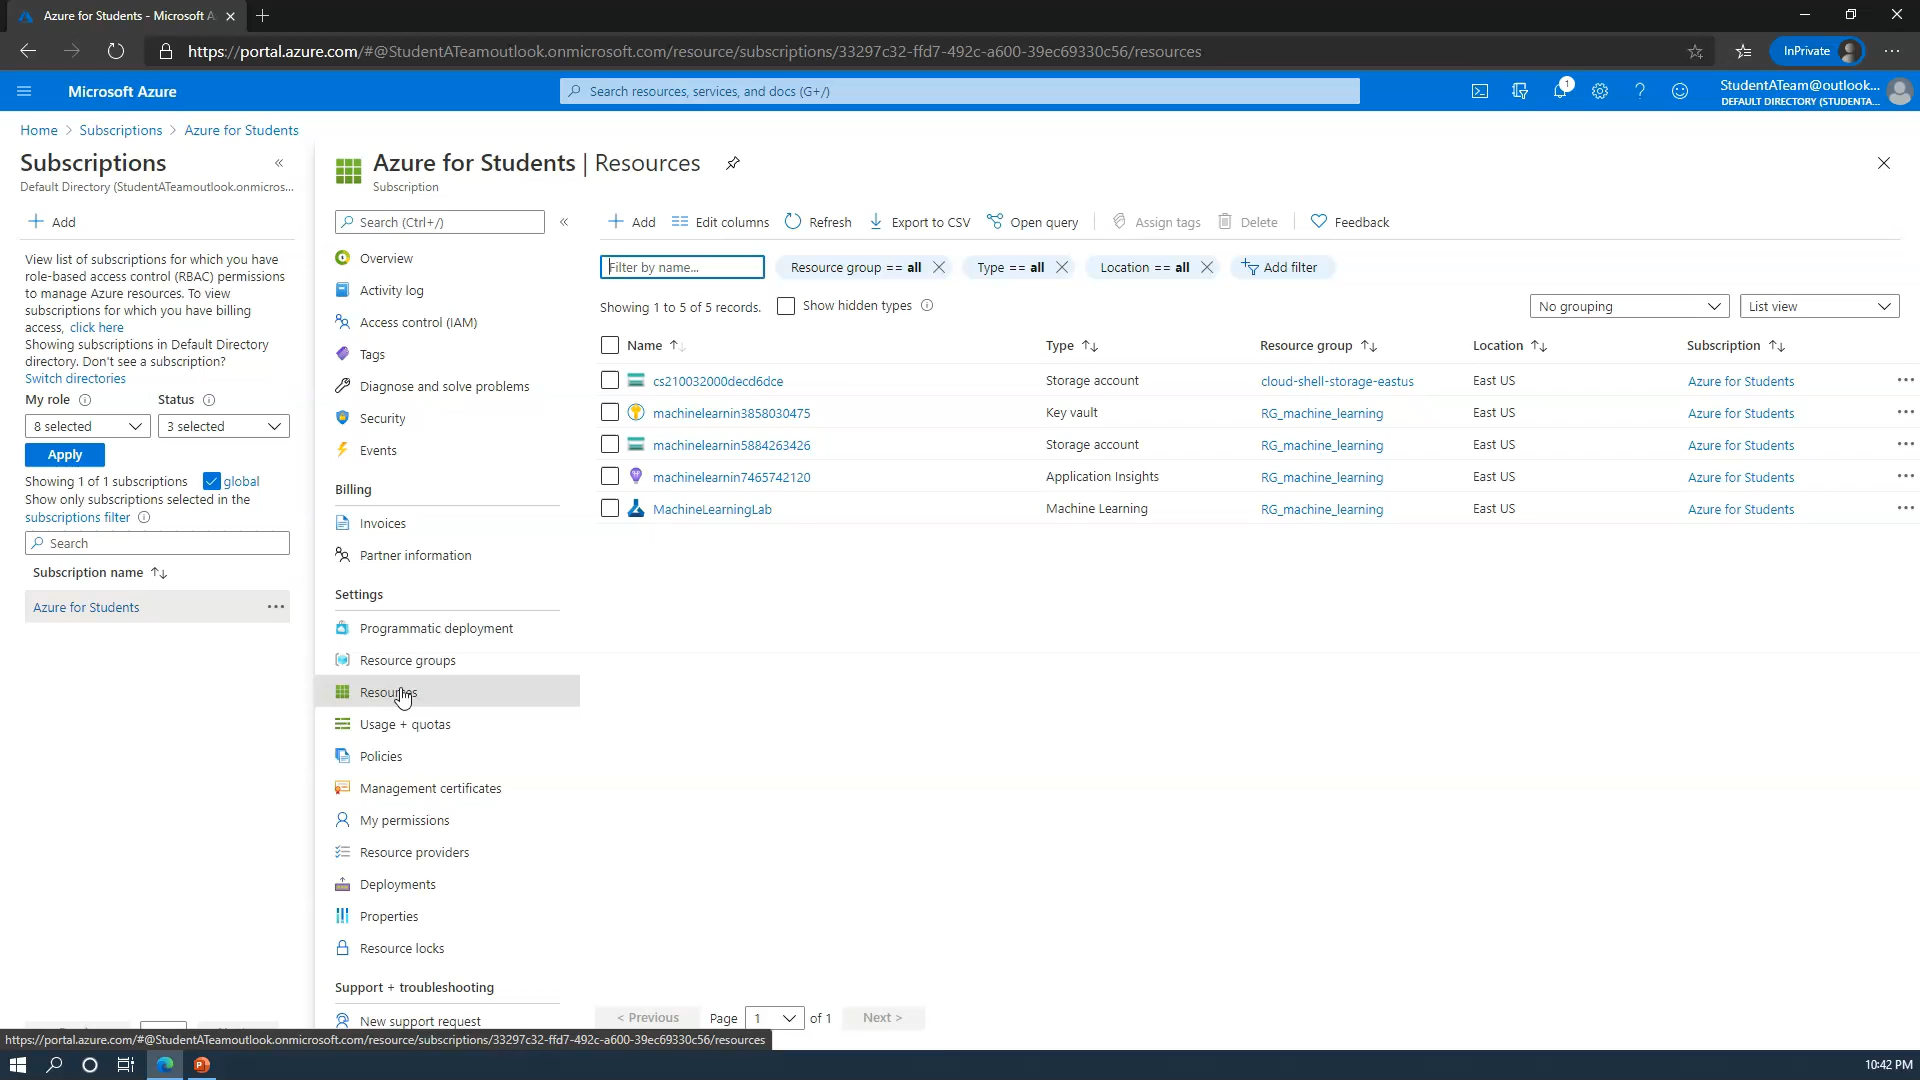 Azure for Students - Microsoft A
https://portal.azure.com/#@StudentATeamoutlook.onmicrosoft.com/resource/subscriptions/33297c32-ffd7-492c-a600-39ec69330c56/resources
InPrivate
Microsoft Azure
Search resources, services, and docs (G+/)
1
StudentATeam@outlook...
DEFAULT DIRECTORY (STUDENTA...
Home > Subscriptions > Azure for Students
Subscriptions
Default Directory (StudentATeamoutlook.onmicros...
Add
View list of subscriptions for which you have
role-based access control (RBAC) permissions
to manage Azure resources. To view
subscriptions for which you have billing
access, click here
Showing subscriptions in Default Directory
directory. Don't see a subscription?
Switch directories
My role Status
8 selected 3 selected
Apply
Showing 1 of 1 subscriptions global
Show only subscriptions selected in the
subscriptions filter
Search
Subscription name
Azure for Students
Azure for Students | Resources
Subscription
Search (Ctrl+/)
Overview
Activity log
Access control (IAM)
Tags
Diagnose and solve problems
Security
Events
Billing
Invoices
Partner information
Settings
Programmatic deployment
Resource groups
Resources
Usage + quotas
Policies
Management certificates
My permissions
Resource providers
Deployments
Properties
Resource locks
Support + troubleshooting
New support request
Add Edit columns Refresh Export to CSV Open query Assign tags Delete Feedback
Filter by name... Resource group == all Type == all Location == all Add filter
Showing 1 to 5 of 5 records. Show hidden types
No grouping List view
Name Type Resource group Location Subscription
cs210032000decd6dce Storage account cloud-shell-storage-eastus East US Azure for Students
machinelearnin3858030475 Key vault RG_machine_learning East US Azure for Students
machinelearnin5884263426 Storage account RG_machine_learning East US Azure for Students
machinelearnin7465742120 Application Insights RG_machine_learning East US Azure for Students
MachineLearningLab Machine Learning RG_machine_learning East US Azure for Students
< Previous Page 1 of 1 Next >
https://portal.azure.com/#@StudentATeamoutlook.onmicrosoft.com/resource/subscriptions/33297c32-ffd7-492c-a600-39ec69330c56/resources
10:42 PM